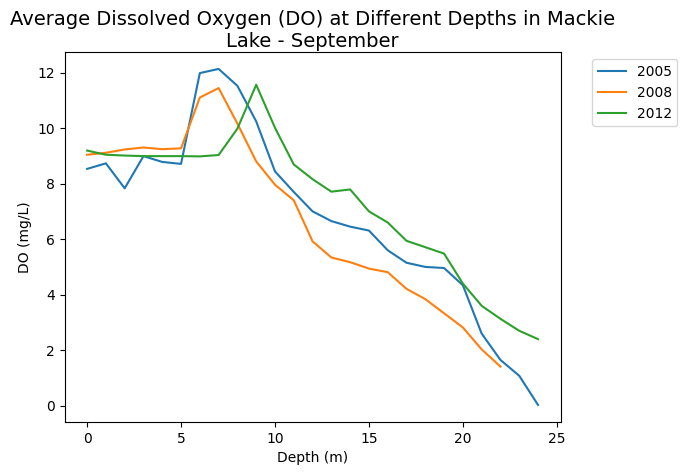 Average Dissolved Oxygen (DO) at Different Depths in Mackie
Lake - September
2005
2008
2012
DO (mg/L)
12
10
8
6
4
2
0
0 5 10 15 20 25
Depth (m)